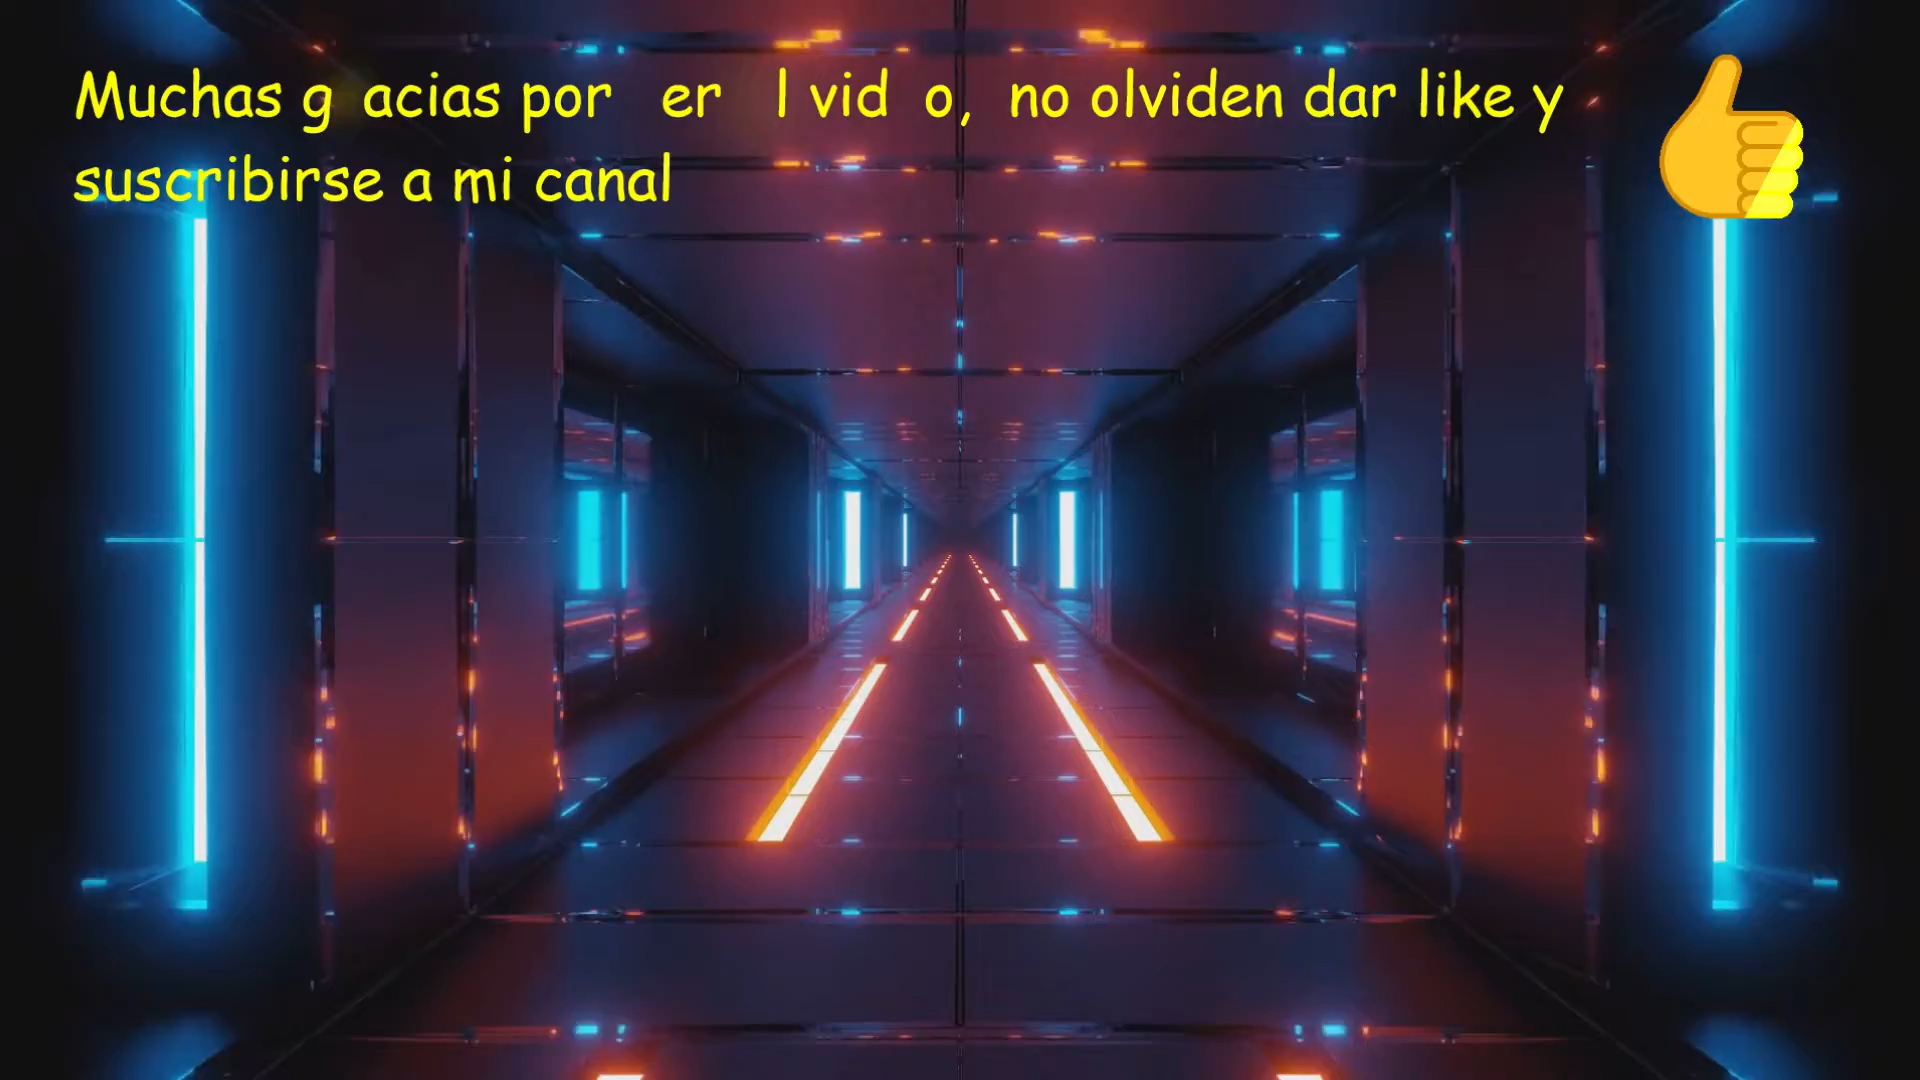 Muchas g acias por er l vid o, no olviden dar like y
suscribirse a mi canal